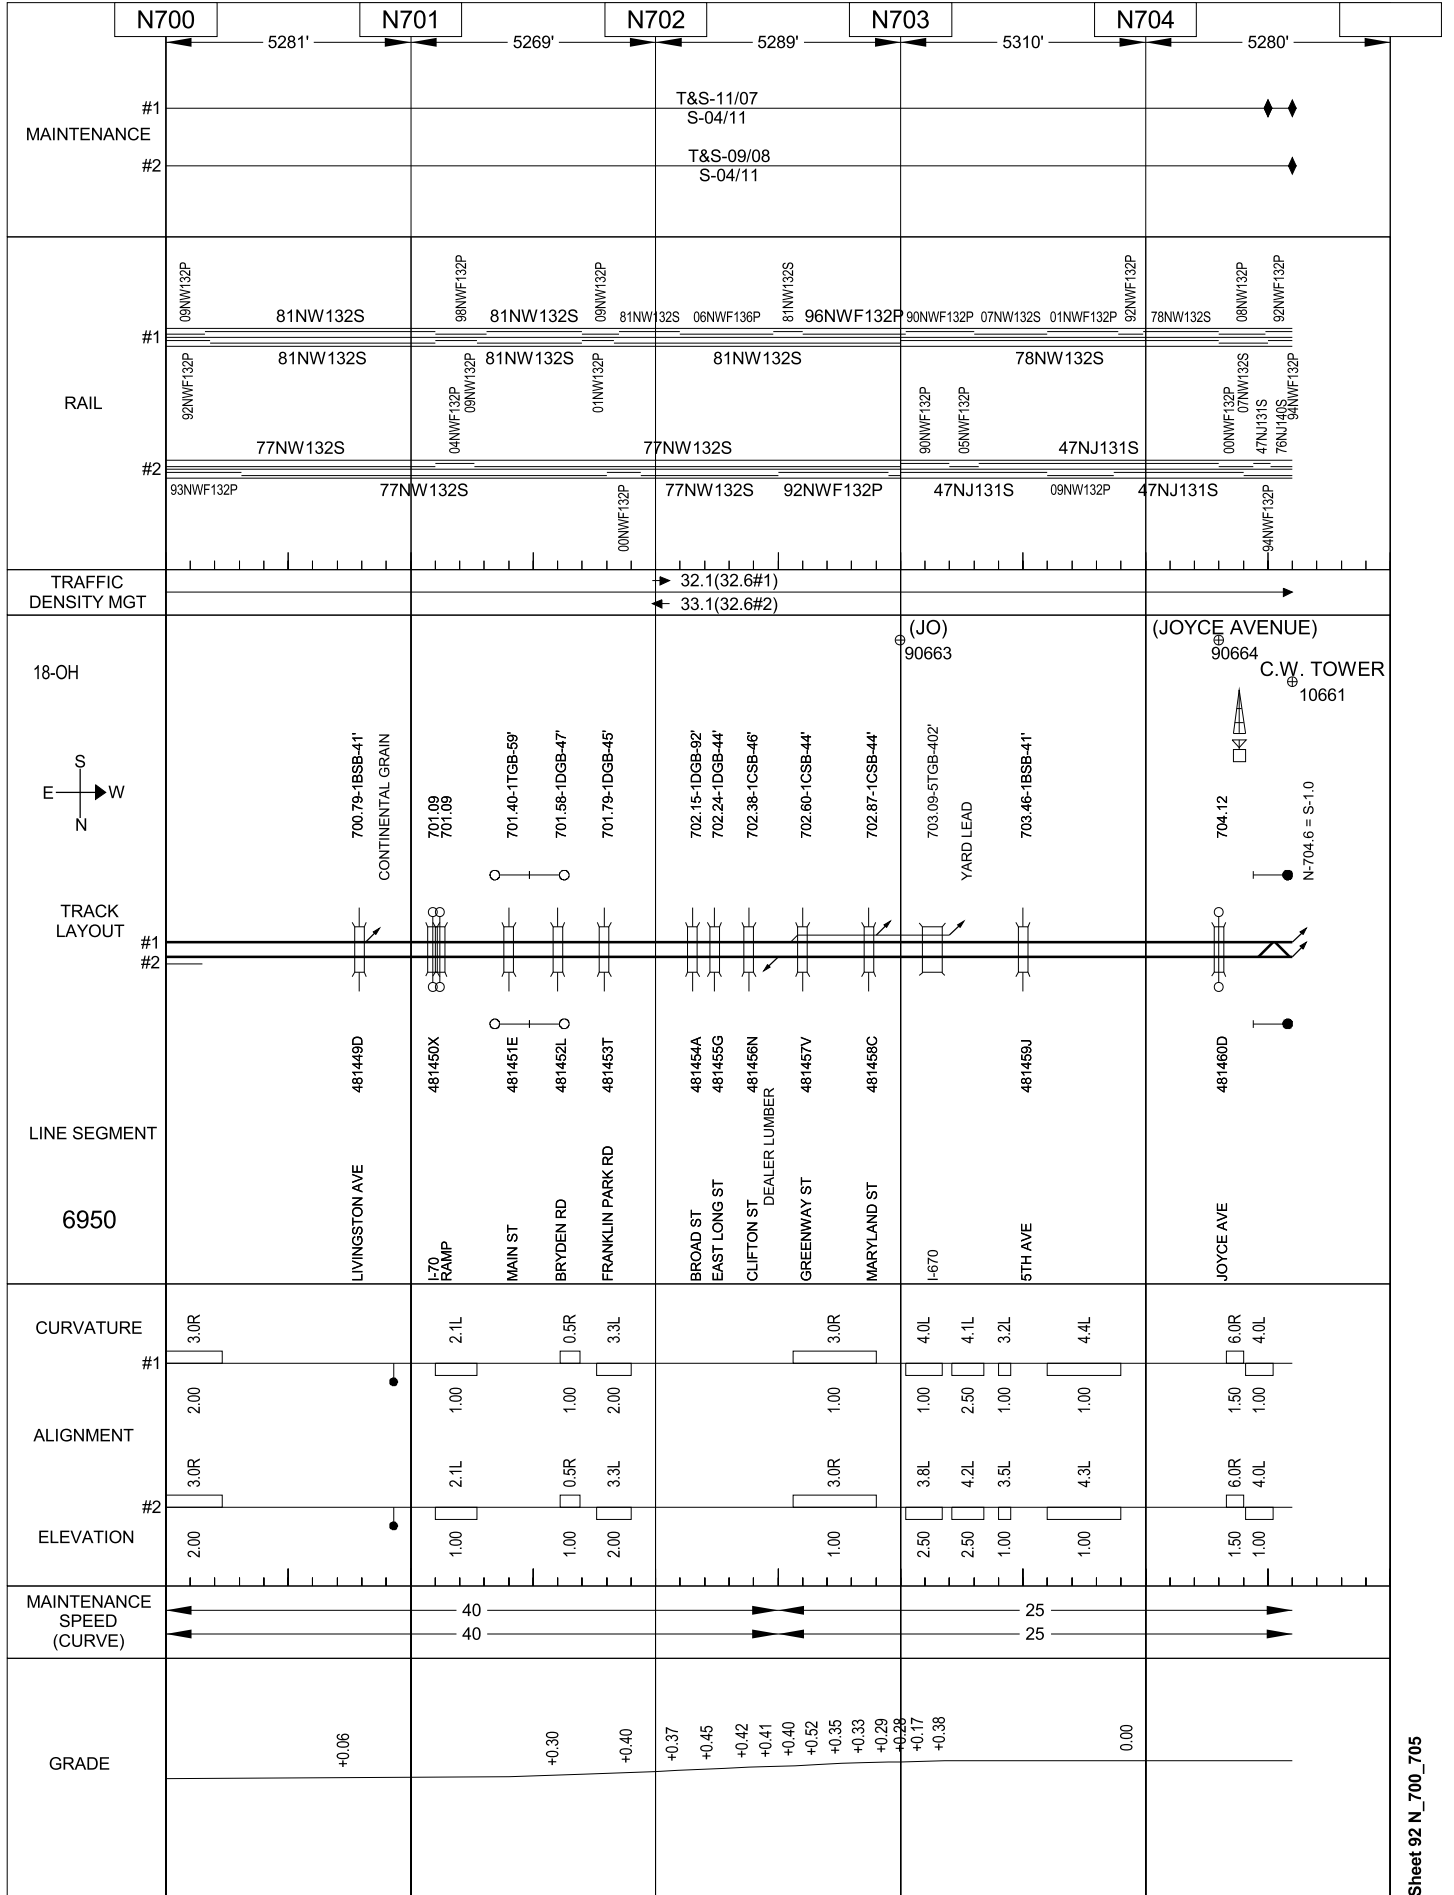 N700 N701 N702 N703 N704
5281' 5269' 5289' 5310' 5280'
MAINTENANCE
#1
T&S-11/07
S-04/11
#2
T&S-09/08
S-04/11
RAIL
09NW132P 98NWF132P 09NW132P 81NW132S 92NWF132P 08NW132P 92NWF132P
81NW132S 81NW132S 81NW132S 06NWF136P 96NWF132P 90NWF132P 07NW132S 01NWF132P 78NW132S
#1
81NW132S 81NW132S 81NW132S 78NW132S
92NWF132P 04NWF132P 09NW132P 01NW132P 90NWF132P 05NWF132P 00NWF132P 07NW132S 47NJ131S 76NJ140S 94NWF132P
77NW132S 77NW132S 47NJ131S
#2
93NWF132P 77NW132S 77NW132S 92NWF132P 47NJ131S 09NW132P 47NJ131S
00NWF132P 94NWF132P
TRAFFIC
DENSITY MGT
32.1(32.6#1)
33.1(32.6#2)
(JO)
90663
(JOYCE AVENUE)
90664
C.W. TOWER
10661
18-OH
S
E W
N
700.79-1BSB-41'
CONTINENTAL GRAIN
701.09
701.09
701.40-1TGB-59'
701.58-1DGB-47'
701.79-1DGB-45'
702.15-1DGB-92'
702.24-1DGB-44'
702.38-1CSB-46'
702.60-1CSB-44'
702.87-1CSB-44'
703.09-5TGB-402'
YARD LEAD
703.46-1BSB-41'
704.12
N-704.6 = S-1.0
TRACK
LAYOUT
#1
#2
481449D
481450X
481451E
481452L
481453T
481454A
481455G
481456N
DEALER LUMBER
481457V
481458C
481459J
481460D
LINE SEGMENT
6950
LIVINGSTON AVE
I-70
RAMP
MAIN ST
BRYDEN RD
FRANKLIN PARK RD
BROAD ST
EAST LONG ST
CLIFTON ST
GREENWAY ST
MARYLAND ST
I-670
5TH AVE
JOYCE AVE
CURVATURE
3.0R 2.1L 0.5R 3.3L 3.0R 4.0L 4.1L 3.2L 4.4L 6.0R 4.0L
#1
2.00 1.00 1.00 2.00 1.00 1.00 2.50 1.00 1.00 1.50 1.00
ALIGNMENT
3.0R 2.1L 0.5R 3.3L 3.0R 3.8L 4.2L 3.5L 4.3L 6.0R 4.0L
#2
ELEVATION
2.00 1.00 1.00 2.00 1.00 2.50 2.50 1.00 1.00 1.50 1.00
MAINTENANCE
SPEED
(CURVE)
40 25
40 25
GRADE
+0.06 +0.30 +0.40 +0.37 +0.45 +0.42 +0.41 +0.40 +0.52 +0.35 +0.33 +0.29 +0.28 +0.17 +0.38 0.00
Sheet 92 N_700_705